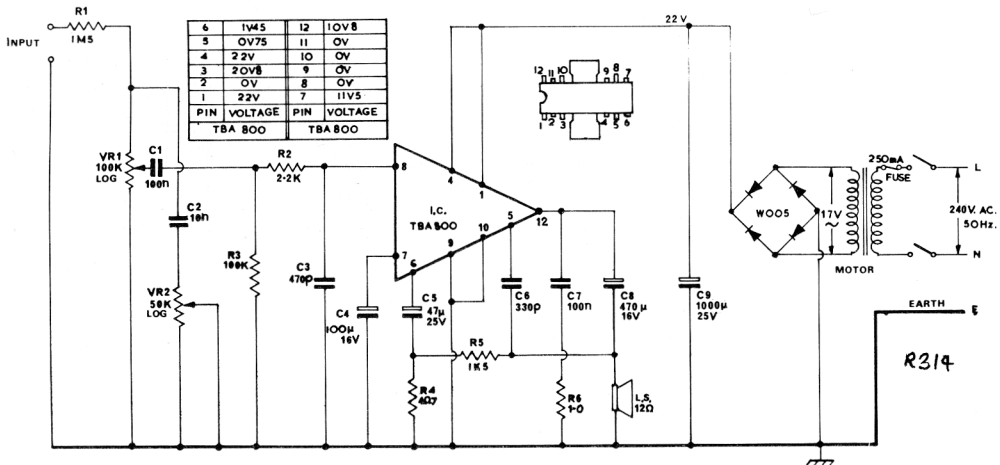 R1
1M5
INPUT
6 1V45 12 10V8
5 0V75 11 0V
4 22V 10 0V
3 20V8 9 0V
2 0V 8 0V
1 22V 7 11V5
PIN VOLTAGE PIN VOLTAGE
TBA 800 TBA 800
22 V
12 11 10 9 8 7
1 2 3 4 5 6
VR1
100K
LOG
C1
100n
R2
2·2K
8
4
1
I.C.
TBA 800
5
10
9
12
7
6
C2
10n
R3
100K
C3
470p
C4
100µ
16V
C5
47µ
25V
C6
330p
C7
100n
C8
470µ
16V
C9
1000µ
25V
VR2
50K
LOG
R5
1K5
R4
4Ω7
R6
1·0
L.S.
12Ω
W005
17V
~
MOTOR
250mA
FUSE
L
240V. AC.
50Hz.
N
EARTH
E
R314